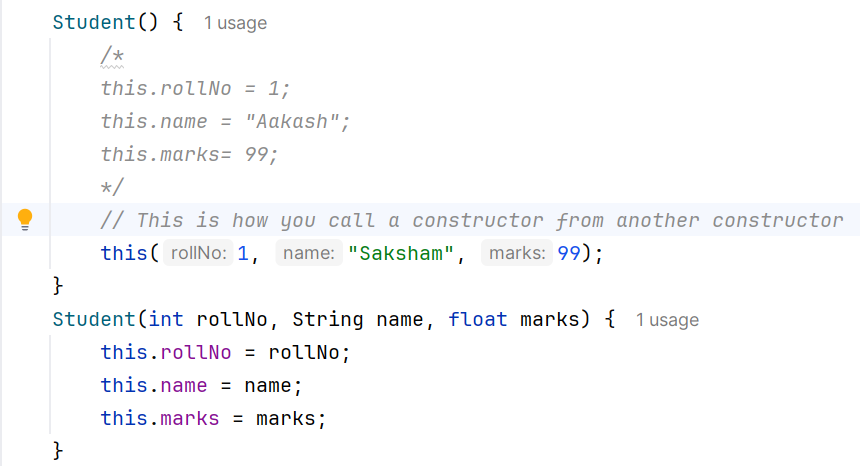 Student() { 1 usage
/*
this.rollNo = 1;
this.name = "Aakash";
this.marks= 99;
*/
// This is how you call a constructor from another constructor
this( rollNo: 1, name: "Saksham", marks: 99);
}
Student(int rollNo, String name, float marks) { 1 usage
this.rollNo = rollNo;
this.name = name;
this.marks = marks;
}